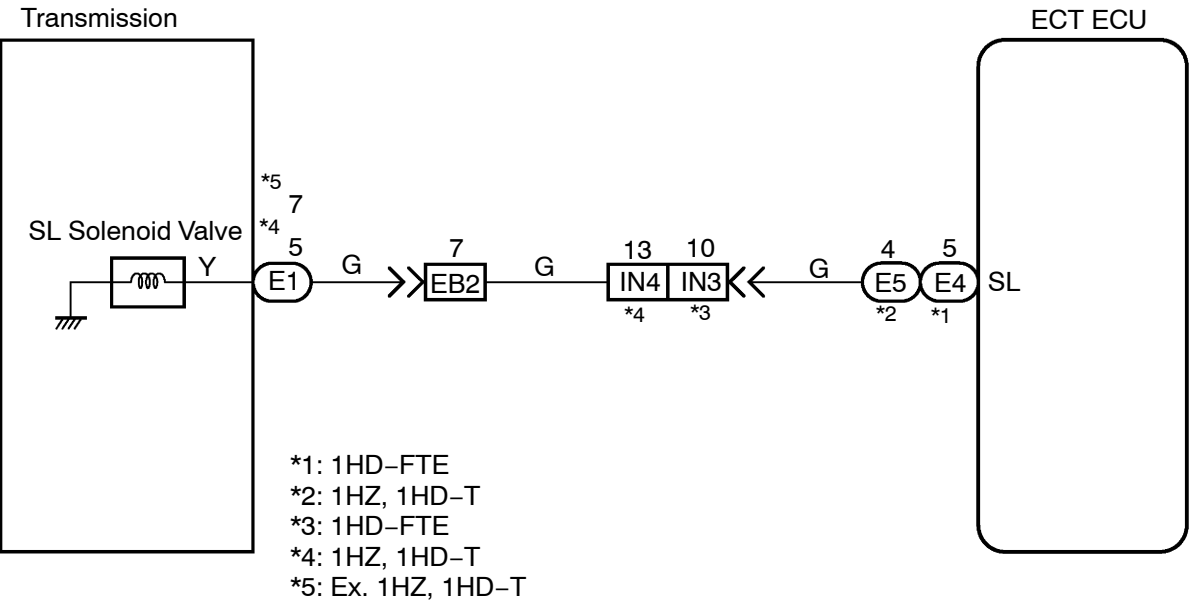 Transmission
ECT ECU
*5
7
SL Solenoid Valve
*4
5
7
13
10
4
5
Y
E1
G
EB2
G
IN4
IN3
G
E5
E4
SL
*4
*3
*2
*1
*1: 1HD−FTE
*2: 1HZ, 1HD−T
*3: 1HD−FTE
*4: 1HZ, 1HD−T
*5: Ex. 1HZ, 1HD−T